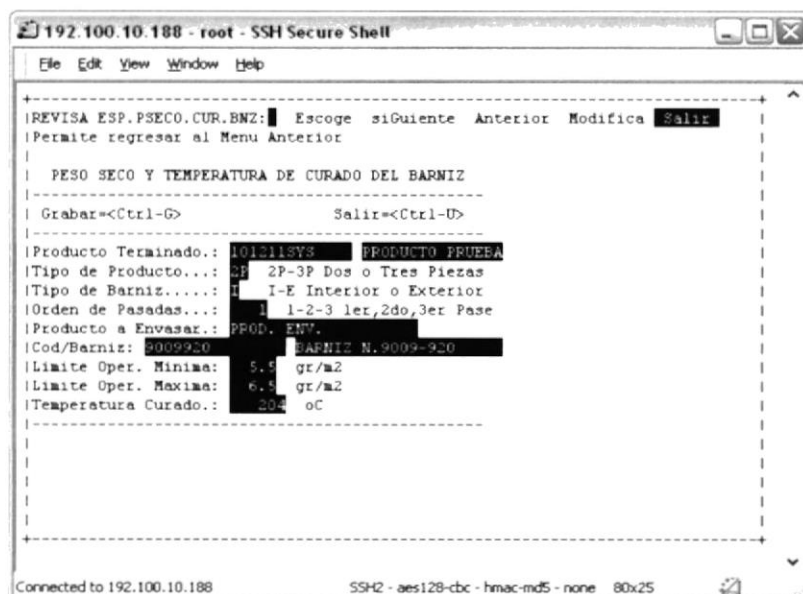 192.100.10.188 - root - SSH Secure Shell
File Edit View Window Help
REVISA ESP.PSECO.CUR.BNZ: Escoge siGuiente Anterior Modifica Salir
Permite regresar al Menu Anterior
PESO SECO Y TEMPERATURA DE CURADO DEL BARNIZ
Grabar=<Ctrl-G> Salir=<Ctrl-U>
Producto Terminado.: 101211SYS PRODUCTO PRUEBA
Tipo de Producto...: 2P 2P-3P Dos o Tres Piezas
Tipo de Barniz.....: I I-E Interior o Exterior
Orden de Pasadas...: 1 1-2-3 1er,2do,3er Pase
Producto a Envasar.: PROD. ENV.
Cod/Barniz: 9009920 BARNIZ N.9009-920
Limite Oper. Minima: 5.5 gr/m2
Limite Oper. Maxima: 6.5 gr/m2
Temperatura Curado.: 204 oC
Connected to 192.100.10.188 SSH2 - aes128-cbc - hmac-md5 - none 80x25